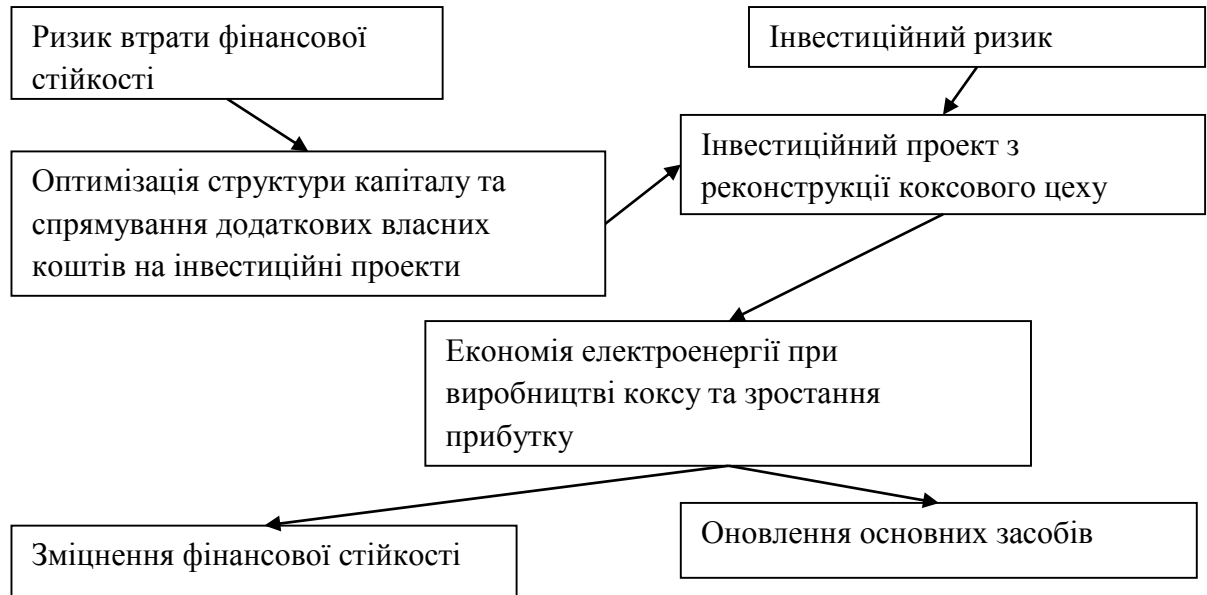 Ризик втрати фінансової
стійкості
Інвестиційний ризик
Оптимізація структури капіталу та
спрямування додаткових власних
коштів на інвестиційні проекти
Інвестиційний проект з
реконструкції коксового цеху
Економія електроенергії при
виробництві коксу та зростання
прибутку
Зміцнення фінансової стійкості
Оновлення основних засобів